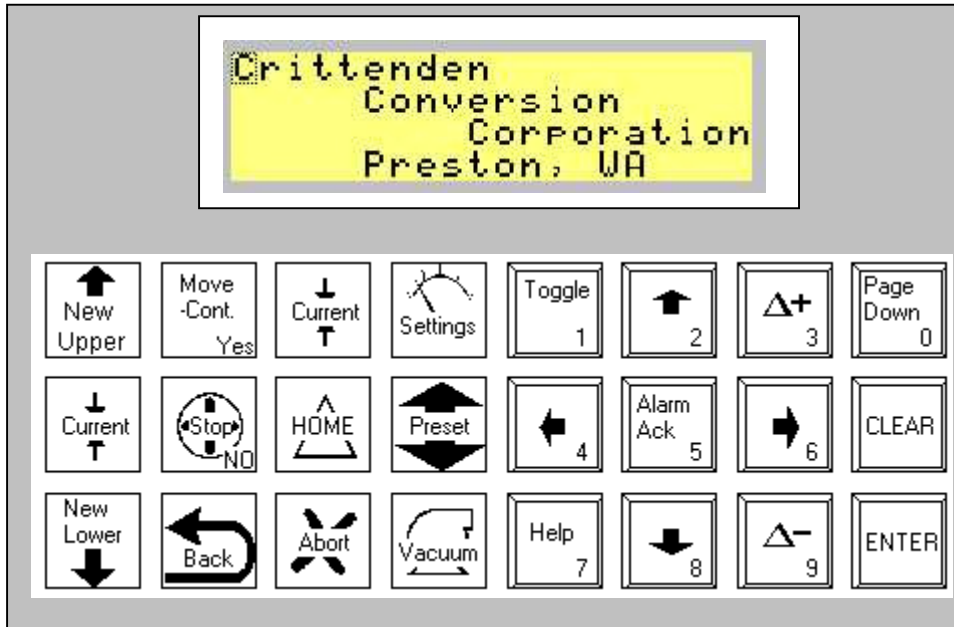 Crittenden
Conversion
Corporation
Preston, WA
New
Upper
Move
-Cont.
Yes
Current
Settings
Toggle
1
2
Δ+
3
Page
Down
0
Current
Stop
NO
HOME
Preset
4
Alarm
Ack
5
6
CLEAR
New
Lower
Back
Abort
Vacuum
Help
7
8
Δ-
9
ENTER